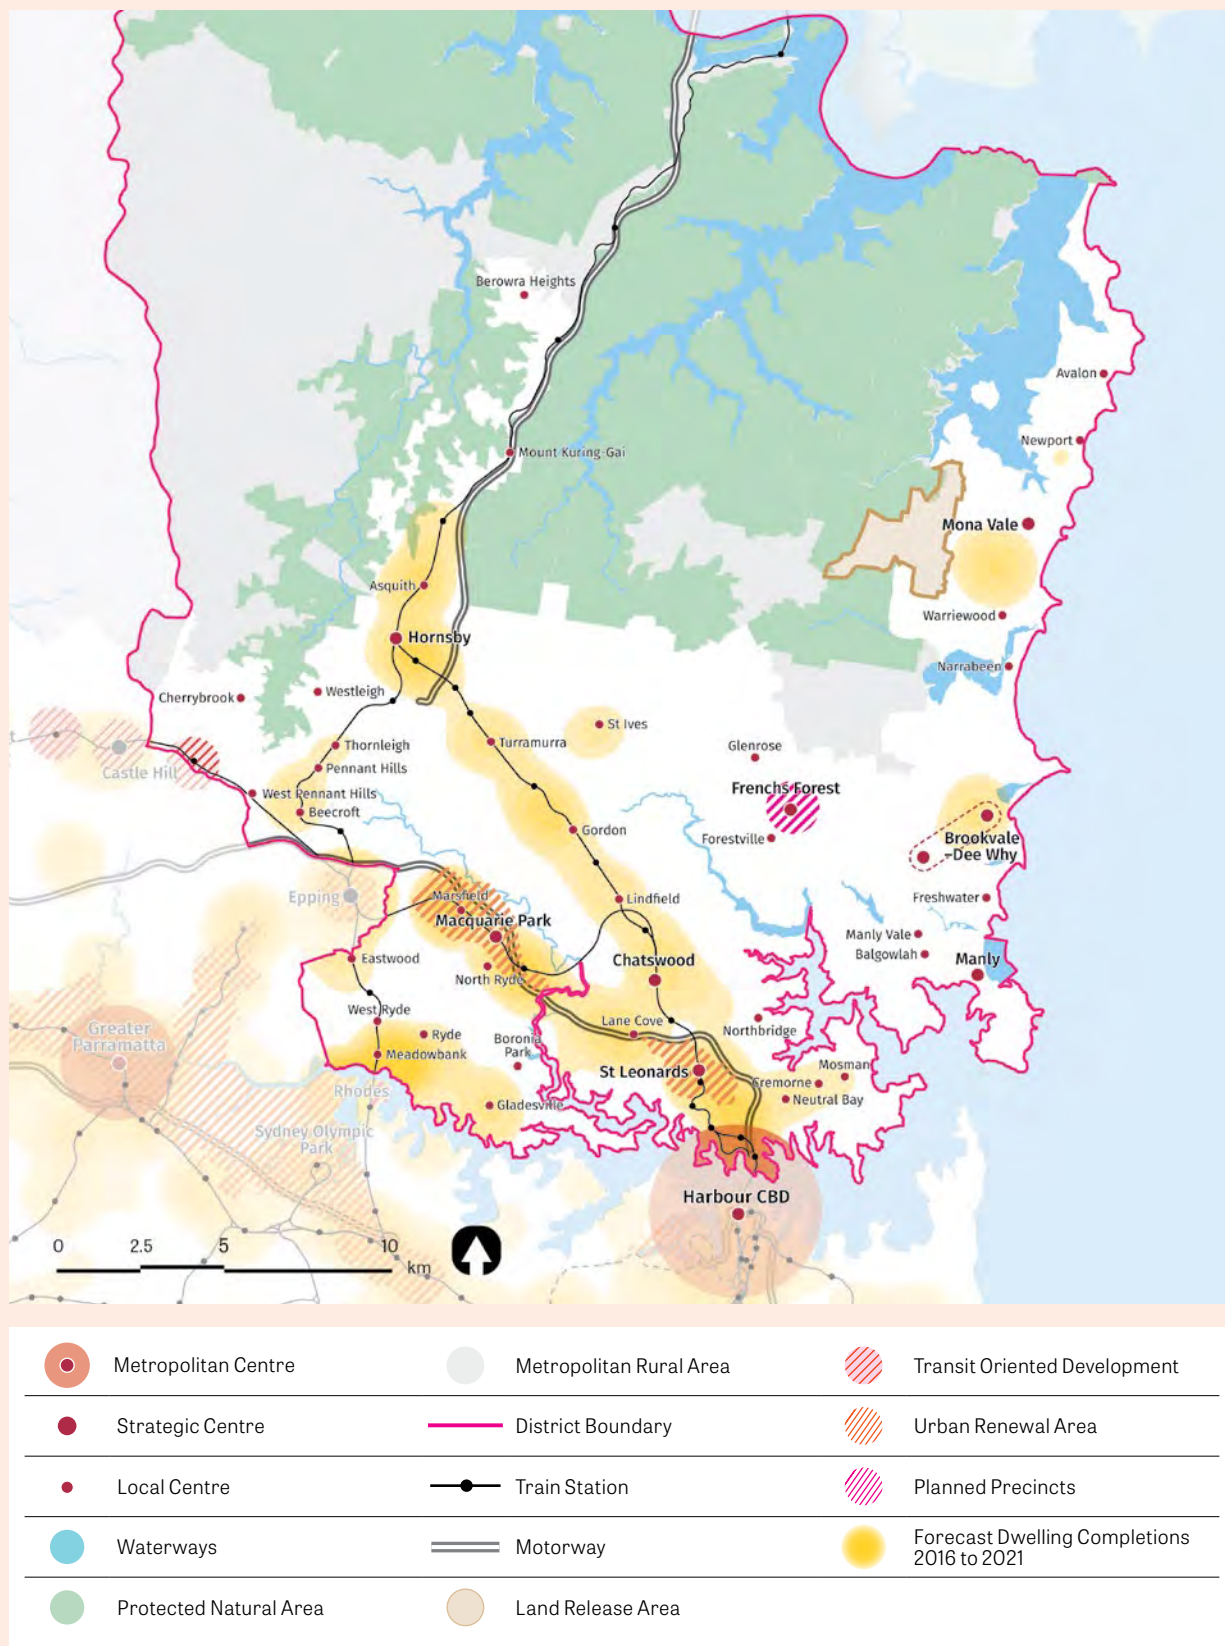 Berowra Heights
Avalon
Newport
Mount Kuring-Gai
Mona Vale
Asquith
Warriewood
Hornsby
Narrabeen
Westleigh
Cherrybrook
St Ives
Turramurra
Thornleigh
Glenrose
Castle Hill
Pennant Hills
Frenchs Forest
West Pennant Hills
Beecroft
Gordon
Forestville
Brookvale
-Dee Why
Epping
Marsfield
Lindfield
Freshwater
Macquarie Park
Manly Vale
Balgowlah
Eastwood
Chatswood
Manly
North Ryde
West Ryde
Lane Cove
Northbridge
Greater
Parramatta
Ryde
Boronia
Park
Meadowbank
St Leonards
Mosman
Cremorne
Rhodes
Neutral Bay
Gladesville
Sydney Olympic
Park
Harbour CBD
0 2.5 5 10
km
Metropolitan Centre
Metropolitan Rural Area
Transit Oriented Development
Strategic Centre
District Boundary
Urban Renewal Area
Local Centre
Train Station
Planned Precincts
Waterways
Motorway
Forecast Dwelling Completions
2016 to 2021
Protected Natural Area
Land Release Area